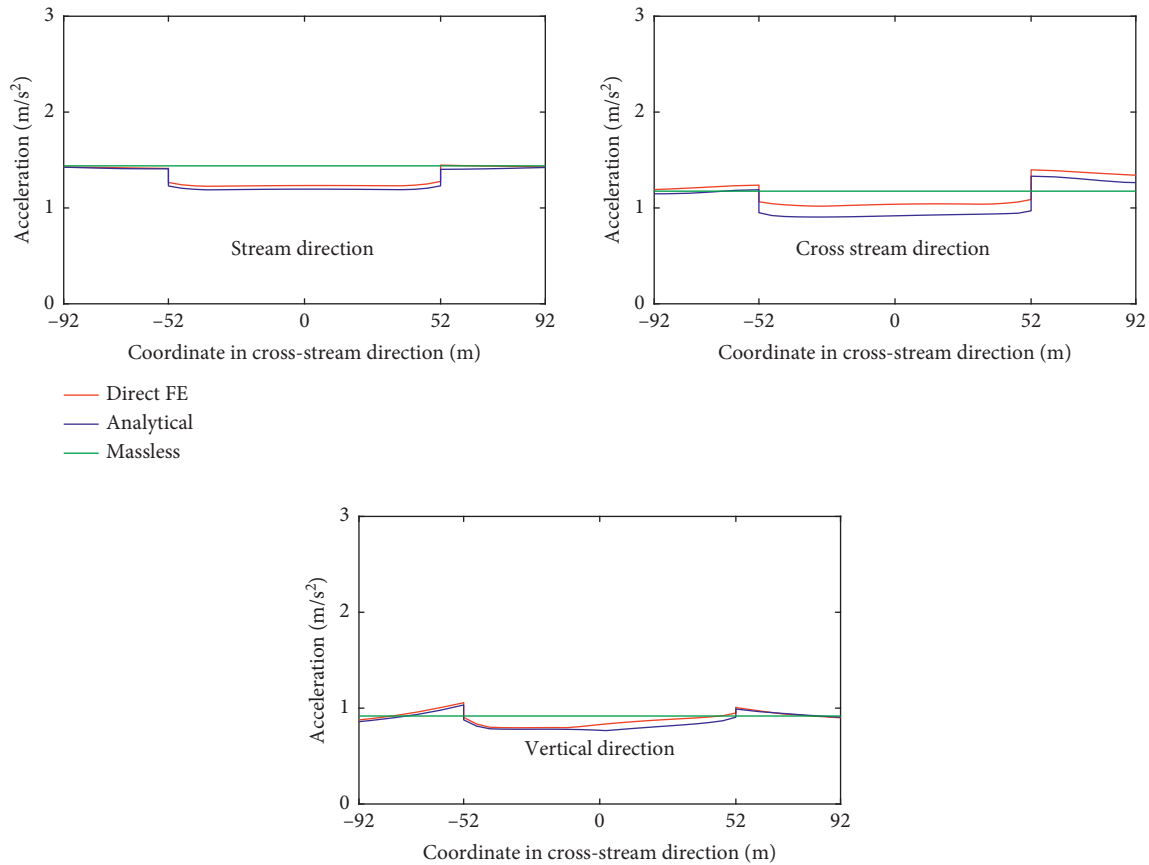 3
2
1
0
Acceleration (m/s²)
Stream direction
−92
−52
0
52
92
Coordinate in cross-stream direction (m)
3
2
1
0
Acceleration (m/s²)
Cross stream direction
−92
−52
0
52
92
Coordinate in cross-stream direction (m)
Direct FE
Analytical
Massless
3
2
1
0
Acceleration (m/s²)
Vertical direction
−92
−52
0
52
92
Coordinate in cross-stream direction (m)